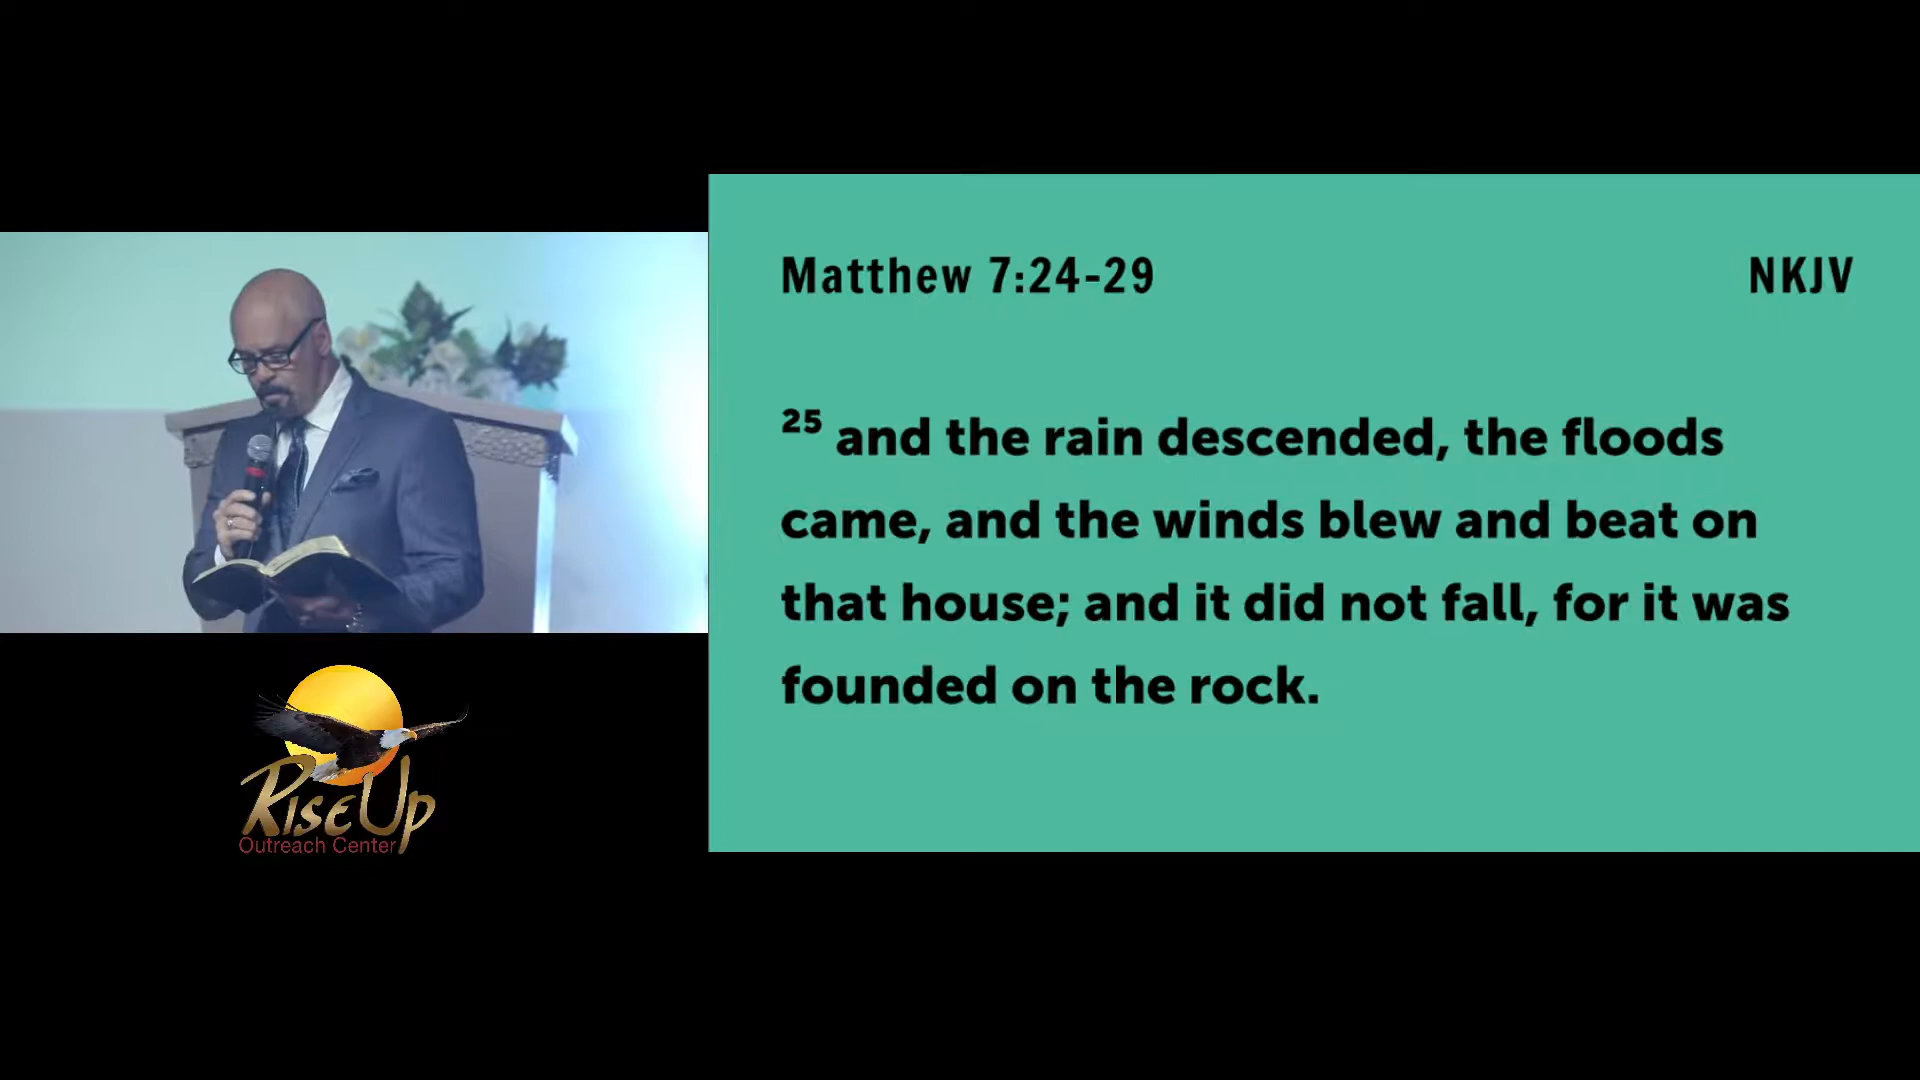 Matthew 7:24-29
NKJV
25 and the rain descended, the floods
came, and the winds blew and beat on
that house; and it did not fall, for it was
founded on the rock.
RiseUp
Outreach Center